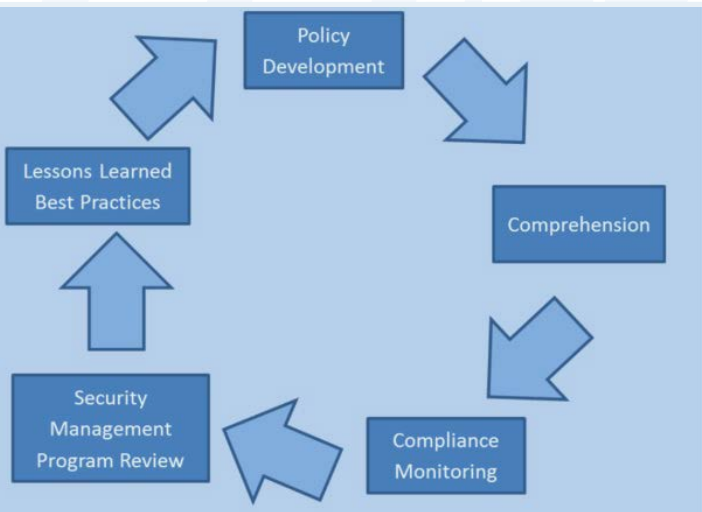 Policy
Development
Comprehension
Compliance
Monitoring
Security
Management
Program Review
Lessons Learned
Best Practices